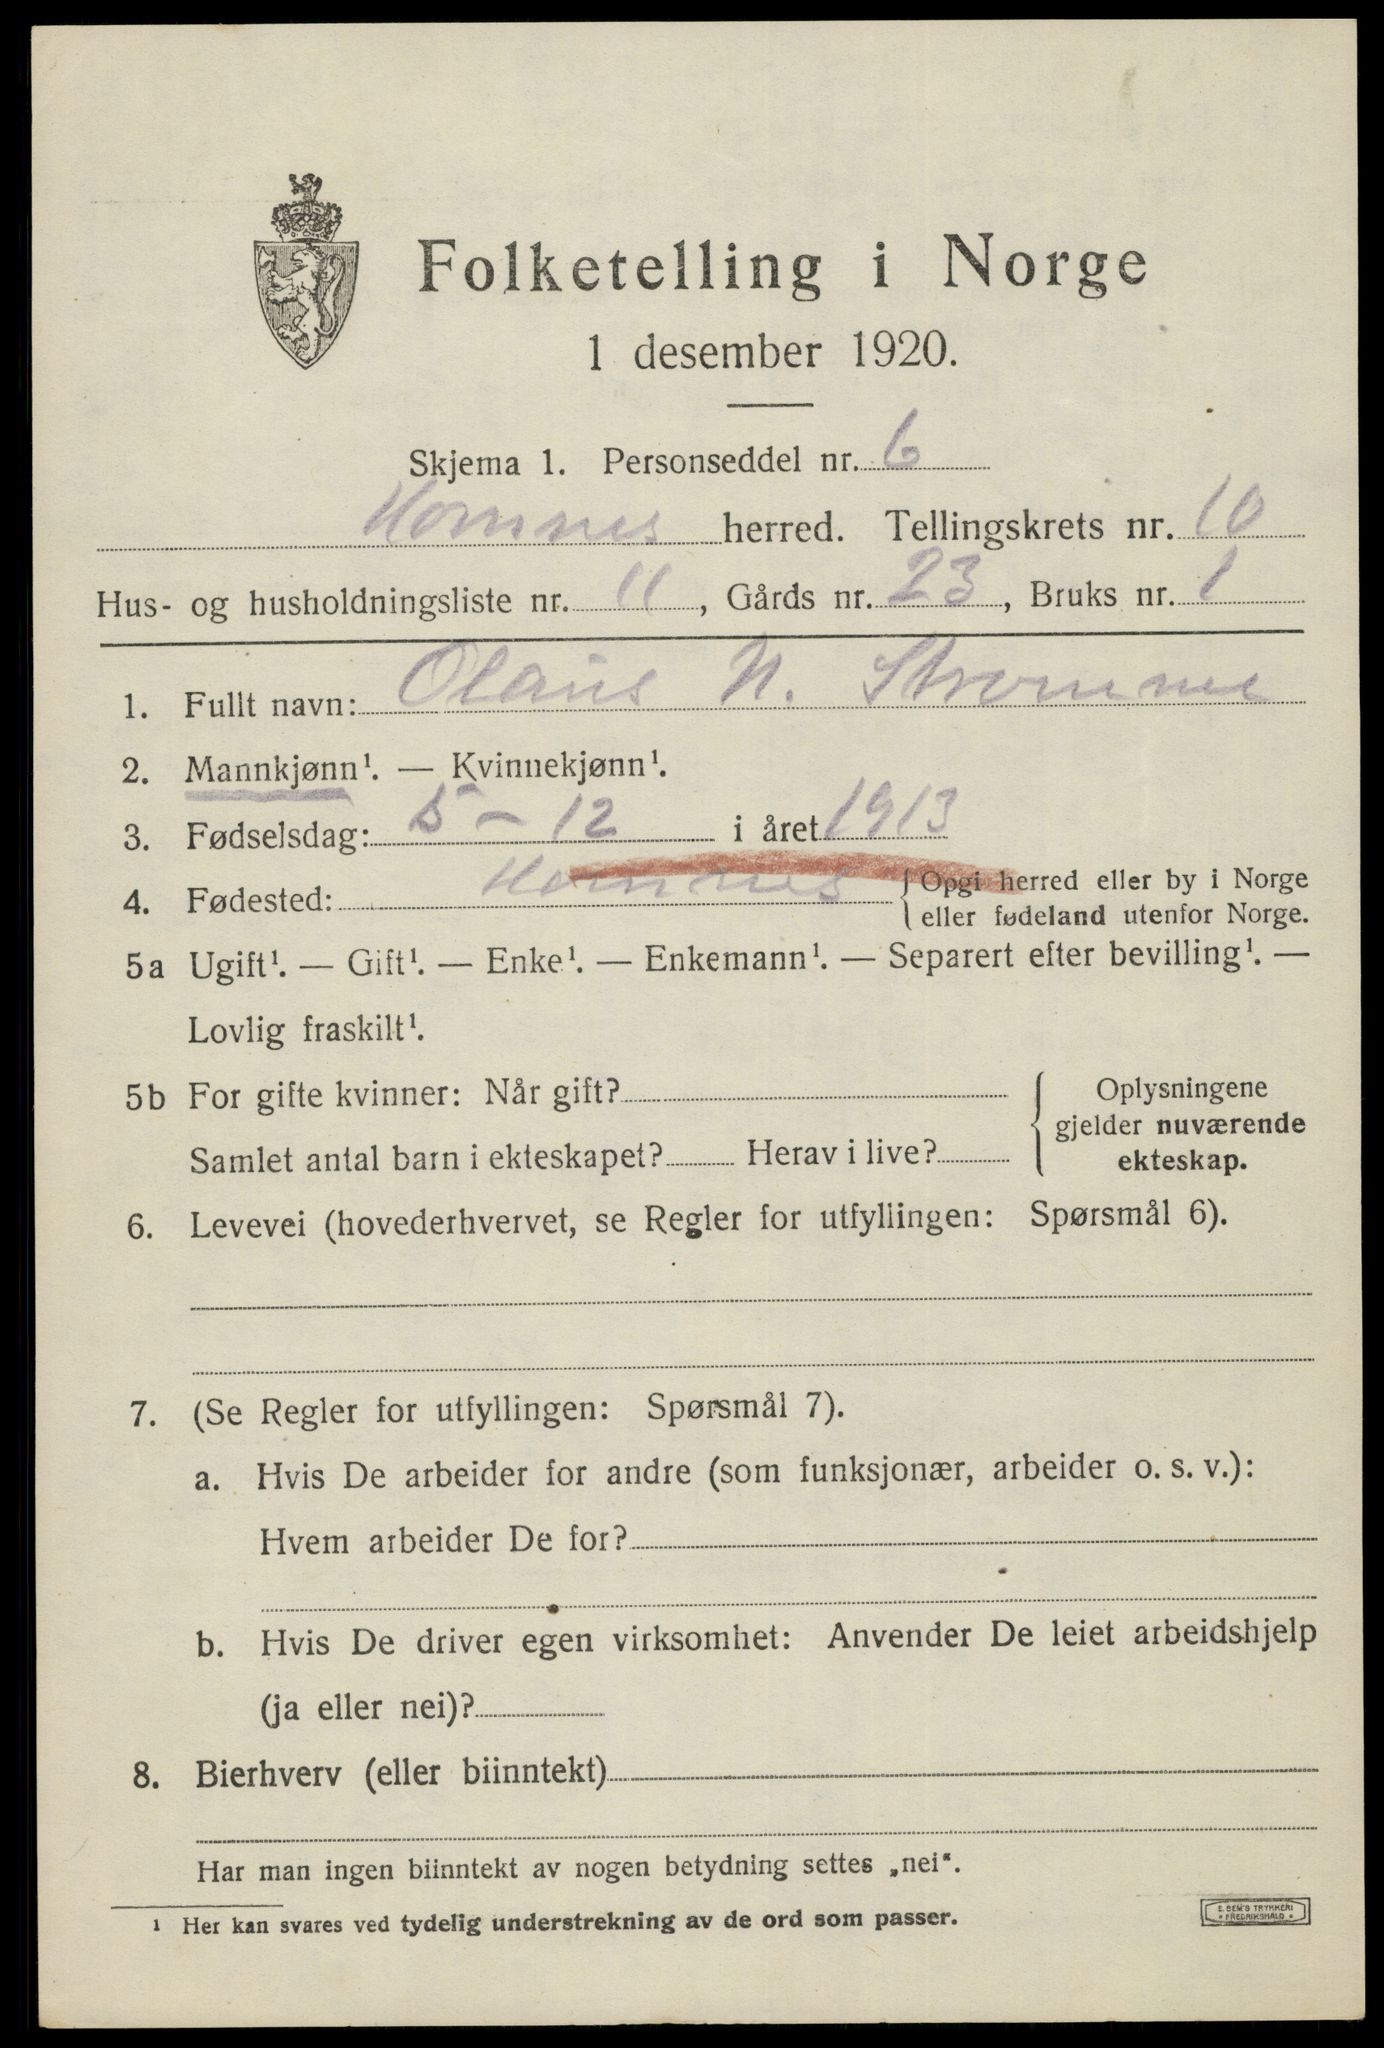 Folketelling i Norge
1 desember 1920.
Skjema 1. Personseddel nr. 6
Hornnes herred. Tellingskrets nr. 10
Hus- og husholdningsliste nr. 11, Gårds nr. 23, Bruks nr. 1
1. Fullt navn: Olaus N. Stromme
2. Mannkjønn¹. — Kvinnekjønn¹.
3. Fødselsdag: 5 - 12 i året 1913
4. Fødested: Hornnes {Opgi herred eller by i Norge
eller fødeland utenfor Norge.
5a Ugift¹. — Gift¹. — Enke¹. — Enkemann¹. — Separert efter bevilling¹. —
Lovlig fraskilt¹.
5b For gifte kvinner: Når gift?
Samlet antal barn i ekteskapet? Herav i live?
{ Oplysningene
gjelder nuværende
ekteskap.
6. Levevei (hovederhvervet, se Regler for utfyllingen: Spørsmål 6).
7. (Se Regler for utfyllingen: Spørsmål 7).
a. Hvis De arbeider for andre (som funksjonær, arbeider o. s. v.):
Hvem arbeider De for?
b. Hvis De driver egen virksomhet: Anvender De leiet arbeidshjelp
(ja eller nei)?
8. Bierhverv (eller biinntekt)
Har man ingen biinntekt av nogen betydning settes „nei“.
¹ Her kan svares ved tydelig understrekning av de ord som passer.
E. SEM'S TRYKKERI
• FREDRIKSHALD •